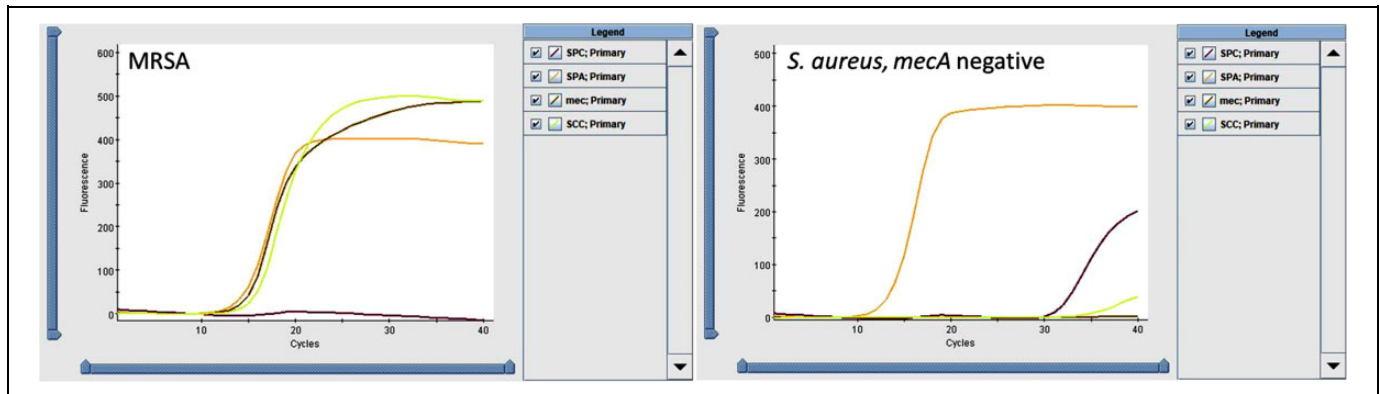 MRSA
600
500
400
300
200
100
0
10 20 30 40
Fluorescence
Cycles
Legend
SPC; Primary
SPA; Primary
mec; Primary
SCC; Primary
S. aureus, mecA negative
500
400
300
200
100
0
10 20 30 40
Fluorescence
Cycles
Legend
SPC; Primary
SPA; Primary
mec; Primary
SCC; Primary